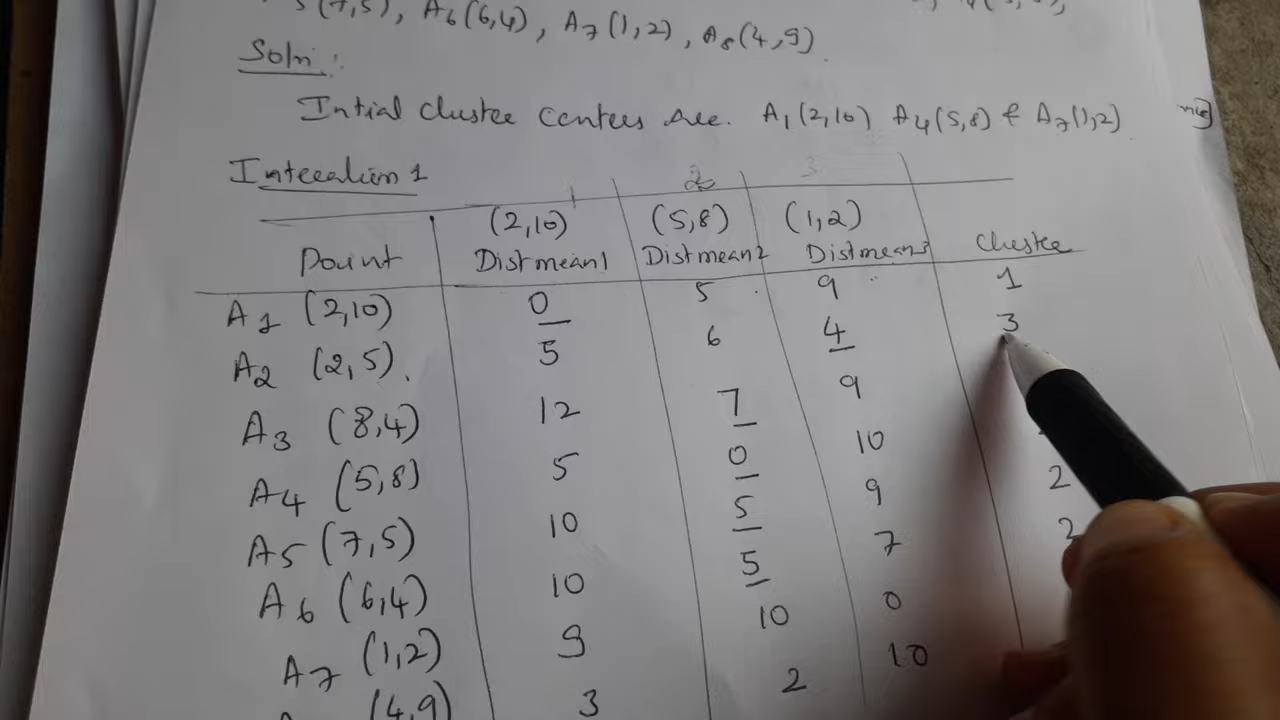 5(7,5), A6(6,4), A7(1,2), A8(4,9)
Soln:
Intial clustee centers are. A1(2,10) A4(5,8) & A7(1,2)
Inteealion 1
1 2 3
(2,10) (5,8) (1,2)
Point Distmean1 Distmean2 Distmean3 Clustee
A1 (2,10) 0 5 9 1
A2 (2,5). 5 6 4 3
A3 (8,4) 12 7 9
A4 (5,8) 5 0 10
A5 (7,5) 10 5 9 2
A6 (6,4) 10 5 7 2
A7 (1,2) 9 10 0
(4,9) 3 2 10